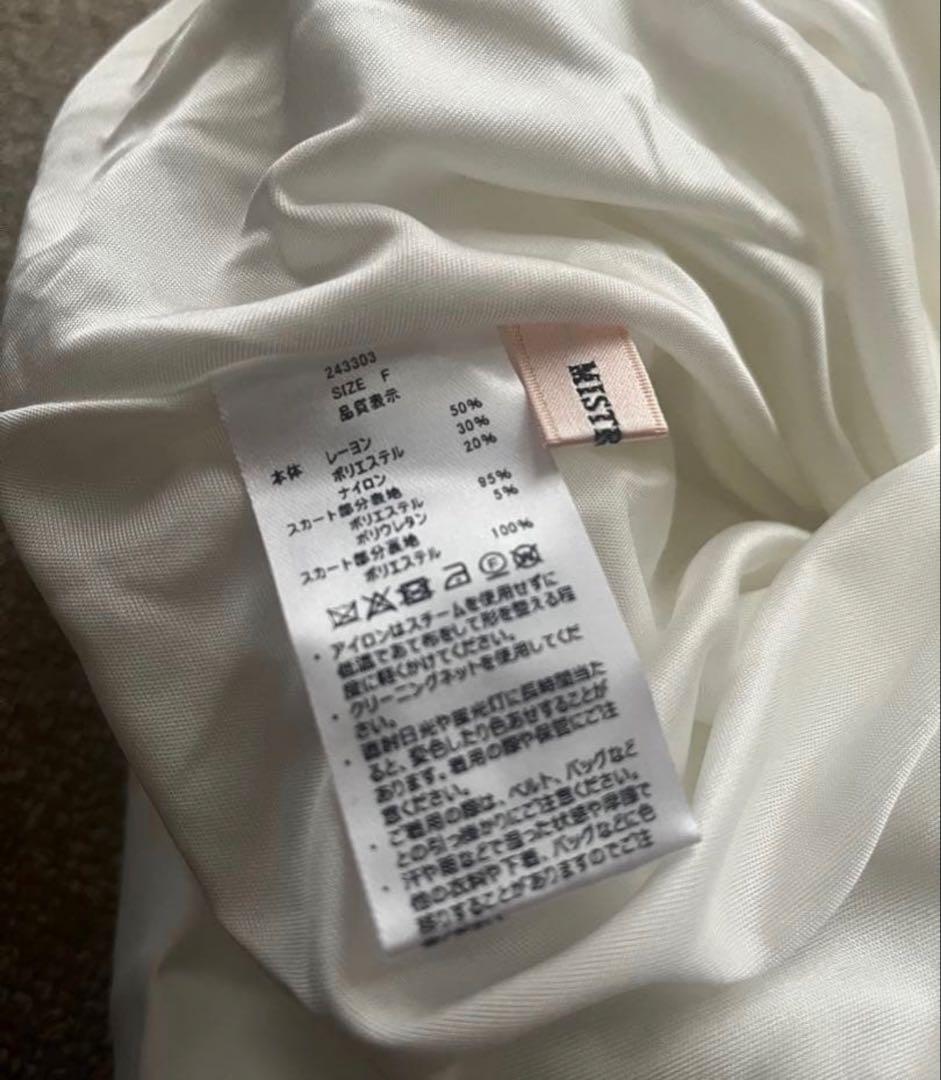 243303
SIZE F
品質表示
本体 レーヨン 50%
ポリエステル 30%
ナイロン 20%
スカート部分表地
ポリエステル 95%
ポリウレタン 5%
スカート部分裏地
ポリエステル 100%
・アイロンはスチームを使用せずに
低温であて布をして形を整える程
度に軽くかけてください。
・クリーニングネットを使用してくだ
さい。
・直射日光や蛍光灯に長時間当た
ると、変色したり色あせすることが
あります。着用の際や保管にご注
意ください。
・ご着用の際は、ベルト、バッグなど
との引っ掛かりにご注意ください。
・汗や雨などで湿った状態や摩擦で
他の衣料や下着、バッグなどに色
移りすることがありますのでご注
MISTR